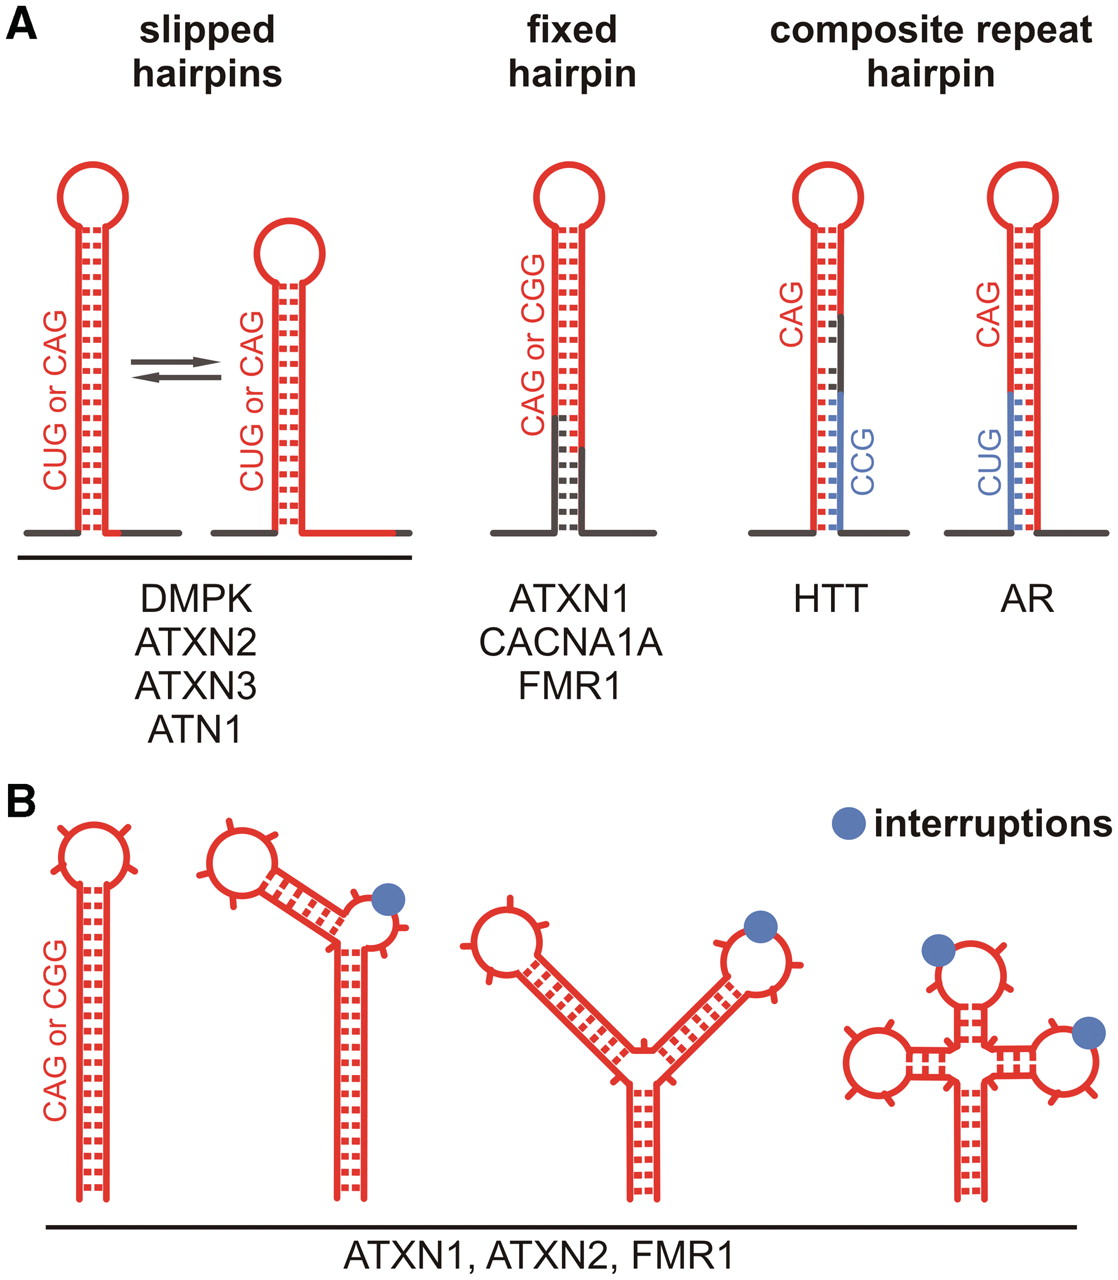 A
slipped
hairpins
fixed
hairpin
composite repeat
hairpin
CUG or CAG
CUG or CAG
CAG or CGG
CAG
CCG
CAG
CUG
DMPK
ATXN2
ATXN3
ATN1
ATXN1
CACNA1A
FMR1
HTT
AR
B
interruptions
CAG or CGG
ATXN1, ATXN2, FMR1